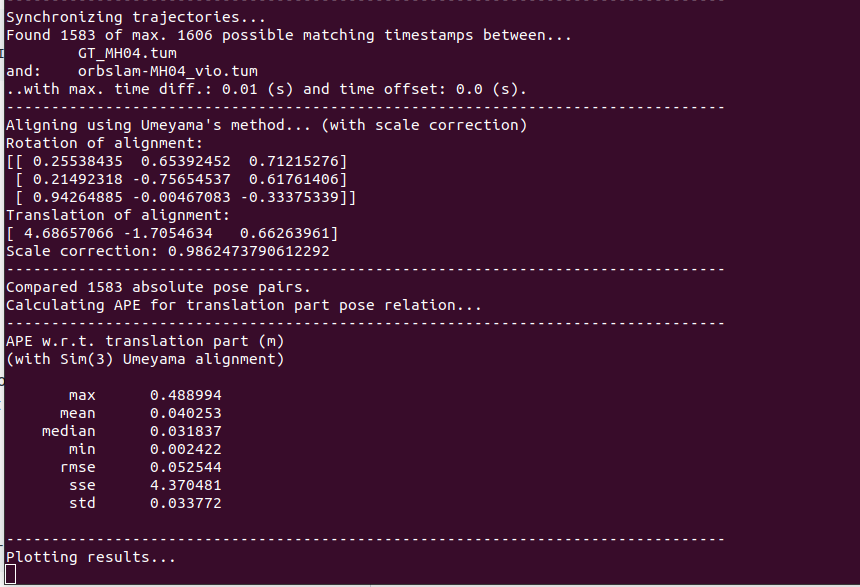 --------------------------------------------------------------------------------
Synchronizing trajectories...
Found 1583 of max. 1606 possible matching timestamps between...
        GT_MH04.tum
and:    orbslam-MH04_vio.tum
..with max. time diff.: 0.01 (s) and time offset: 0.0 (s).
--------------------------------------------------------------------------------
Aligning using Umeyama's method... (with scale correction)
Rotation of alignment:
[[ 0.25538435  0.65392452  0.71215276]
 [ 0.21492318 -0.75654537  0.61761406]
 [ 0.94264885 -0.00467083 -0.33375339]]
Translation of alignment:
[ 4.68657066 -1.7054634   0.66263961]
Scale correction: 0.9862473790612292
--------------------------------------------------------------------------------
Compared 1583 absolute pose pairs.
Calculating APE for translation part pose relation...
--------------------------------------------------------------------------------
APE w.r.t. translation part (m)
(with Sim(3) Umeyama alignment)

       max      0.488994
      mean      0.040253
    median      0.031837
       min      0.002422
      rmse      0.052544
       sse      4.370481
       std      0.033772

--------------------------------------------------------------------------------
Plotting results...